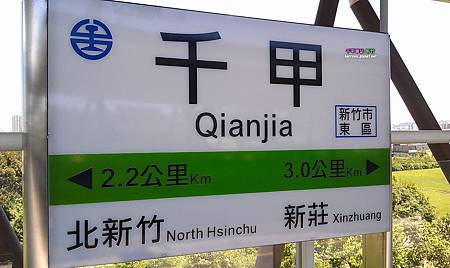 千甲
Qianjia
新竹市
東區
◀ 2.2公里Km 3.0公里Km ▶
北新竹 North Hsinchu 新莊 Xinzhuang